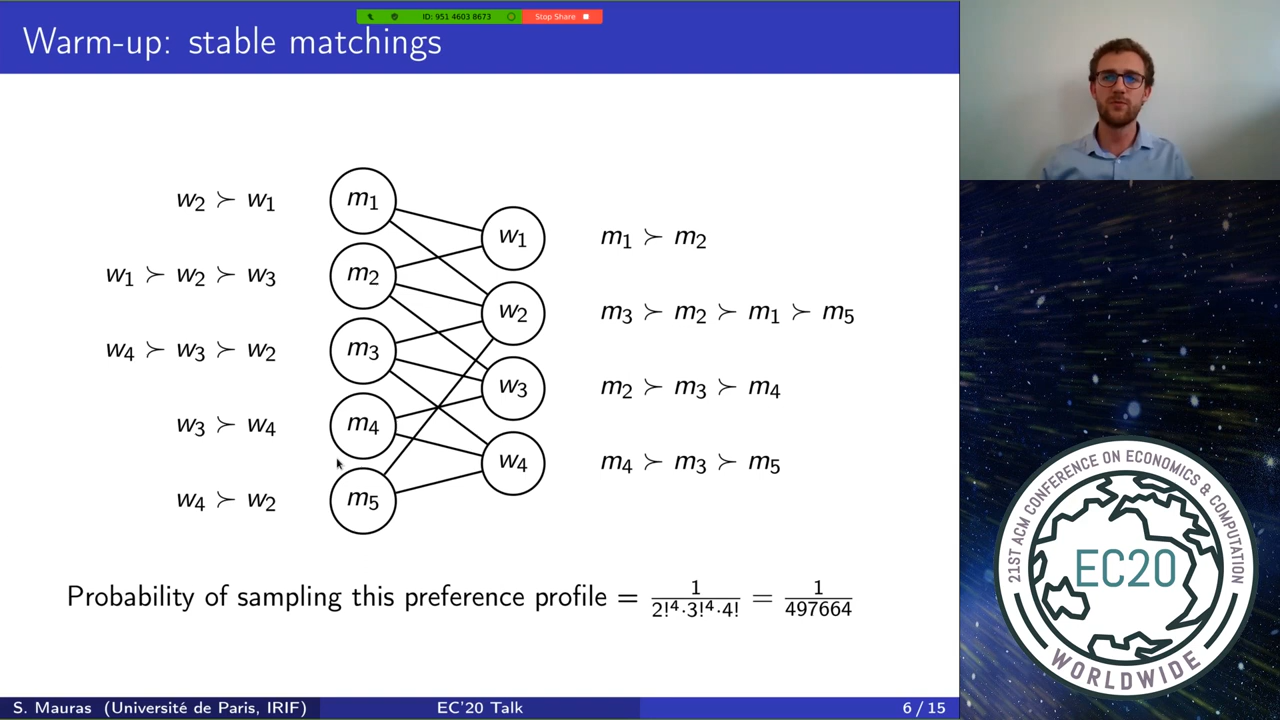 ID: 951 4603 8673 Stop Share
Warm-up: stable matchings
w₂ ≻ w₁ m₁
w₁ m₁ ≻ m₂
w₁ ≻ w₂ ≻ w₃ m₂
w₂ m₃ ≻ m₂ ≻ m₁ ≻ m₅
w₄ ≻ w₃ ≻ w₂ m₃
w₃ m₂ ≻ m₃ ≻ m₄
w₃ ≻ w₄ m₄
w₄ m₄ ≻ m₃ ≻ m₅
w₄ ≻ w₂ m₅
Probability of sampling this preference profile = 1/(2!⁴·3!⁴·4!) = 1/497664
S. Mauras (Université de Paris, IRIF) EC'20 Talk 6 / 15
21ST ACM CONFERENCE ON ECONOMICS & COMPUTATION
EC20
WORLDWIDE